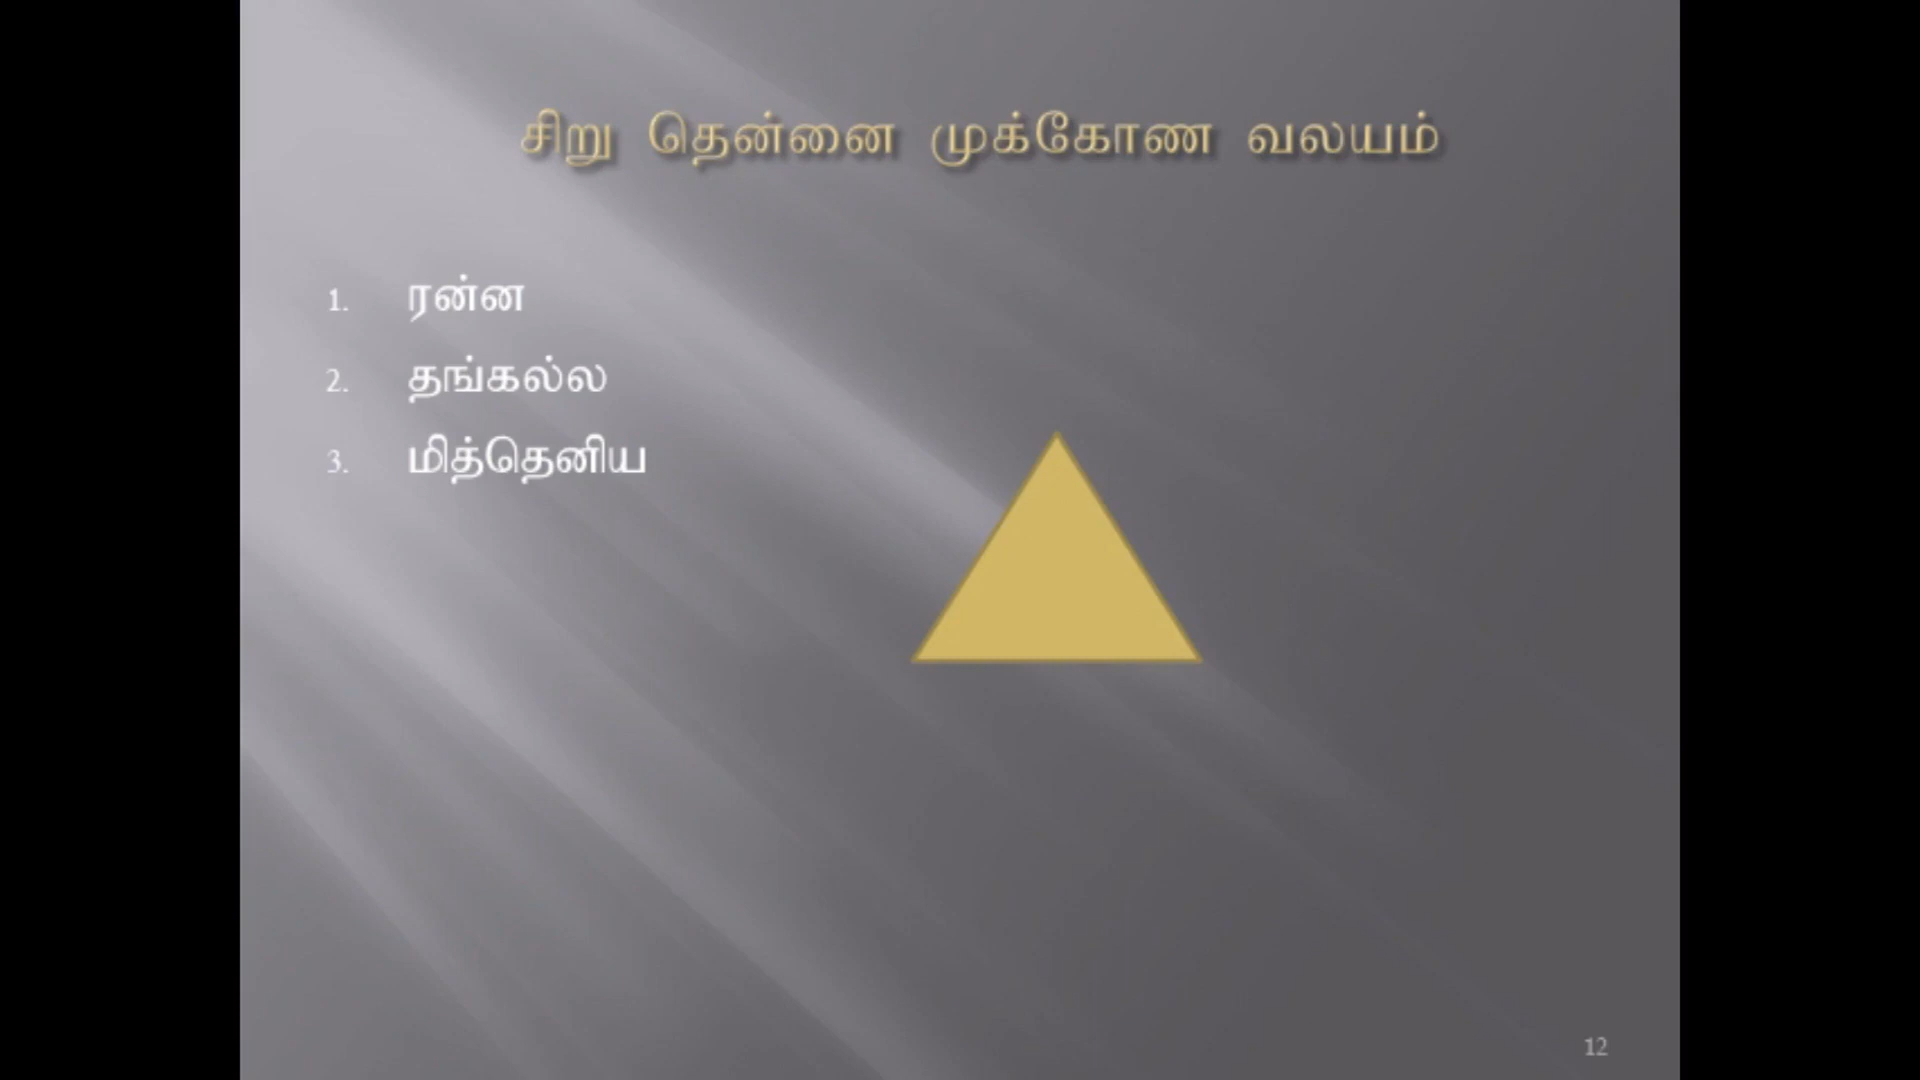 சிறு தென்னை முக்கோண வலயம்
1. ரன்ன
2. தங்கல்ல
3. மித்தெனிய
12